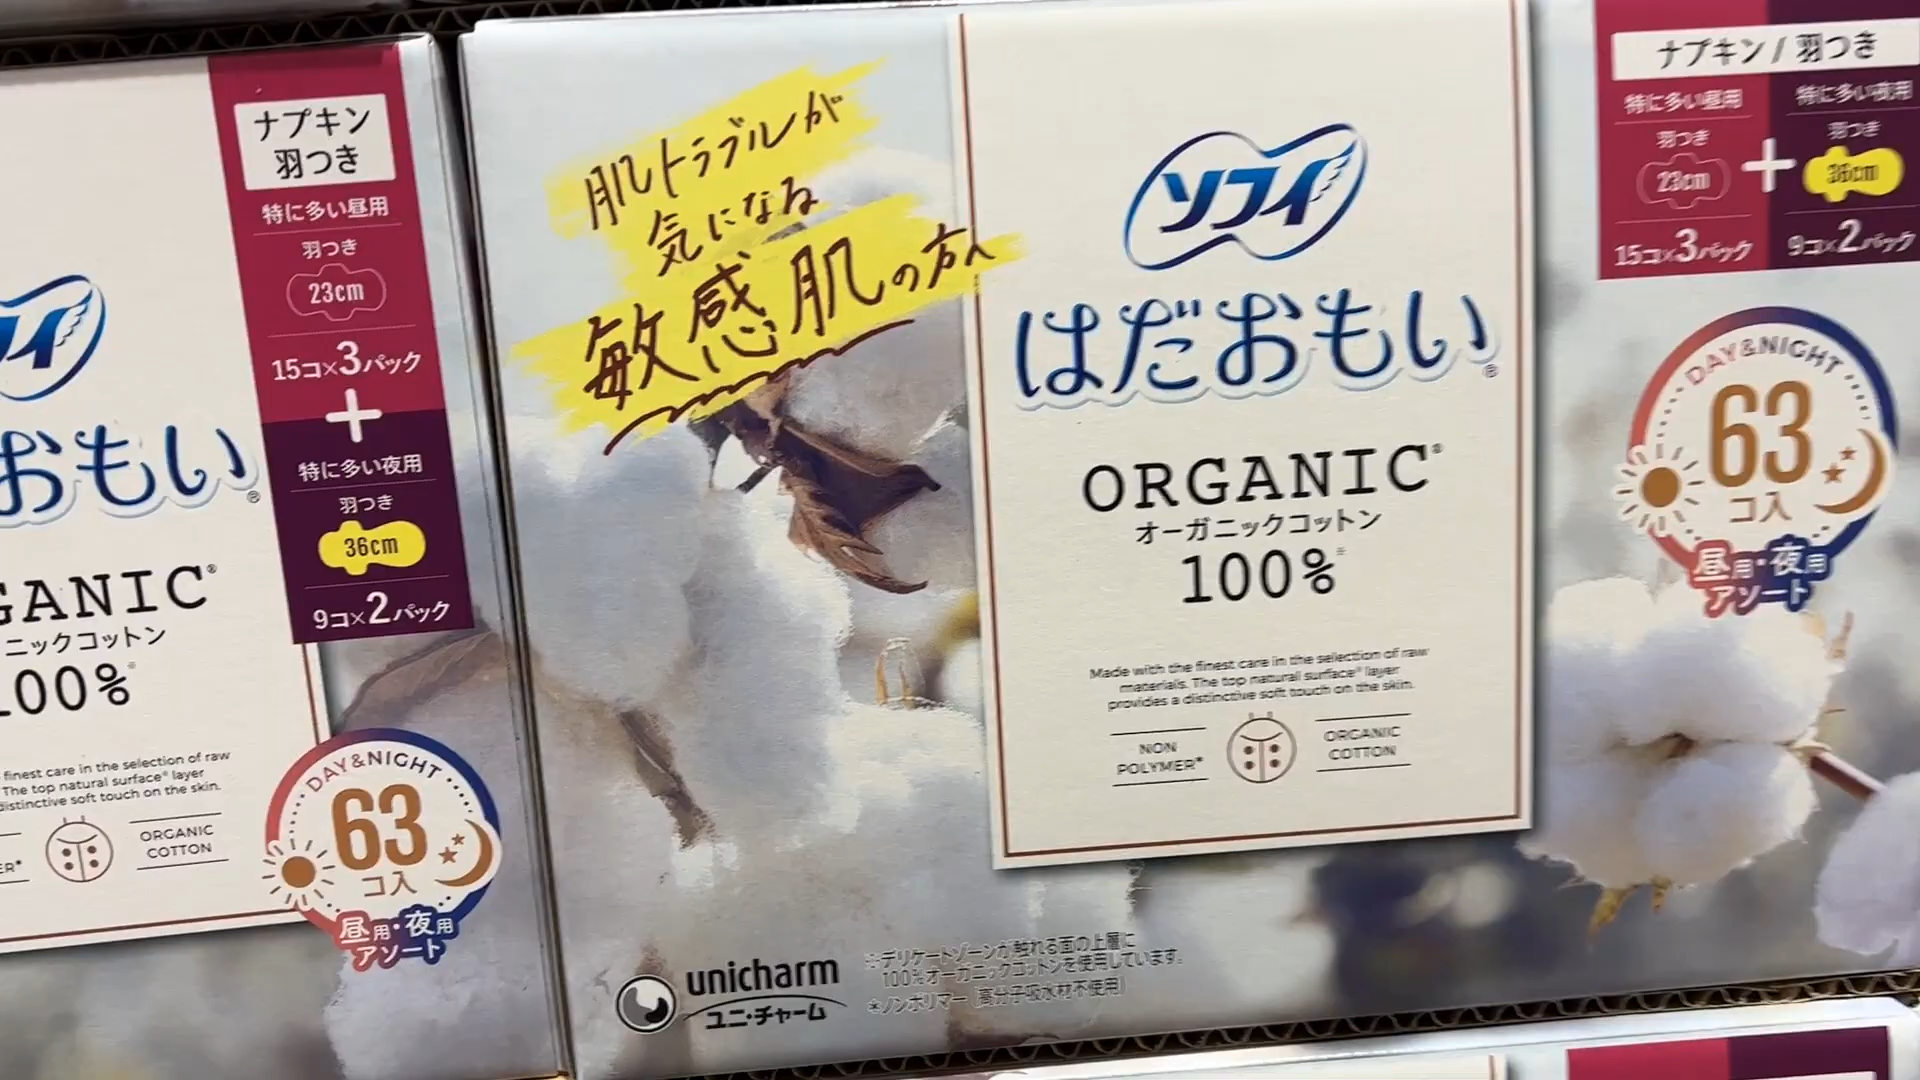 ナプキン
羽つき
特に多い昼用
羽つき
23cm
15コ×3パック
+
特に多い夜用
羽つき
36cm
9コ×2パック
イ
おもい®
GANIC®
ニックコットン
100%※
finest care in the selection of raw
The top natural surface® layer
distinctive soft touch on the skin.
ER*
ORGANIC
COTTON
DAY&NIGHT
63
コ入
昼用・夜用
アソート
肌トラブルが
気になる
敏感肌の方へ
ソフィ
はだおもい®
ORGANIC®
オーガニックコットン
100%※
Made with the finest care in the selection of raw
materials. The top natural surface® layer
provides a distinctive soft touch on the skin.
NON
POLYMER*
ORGANIC
COTTON
unicharm
ユニ・チャーム
※デリケートゾーンが触れる面の上層に
100%オーガニックコットンを使用しています。
*ノンポリマー(高分子吸水材不使用)
ナプキン/羽つき
特に多い昼用
羽つき
23cm
15コ×3パック
+
特に多い夜用
羽つき
36cm
9コ×2パック
DAY&NIGHT
63
コ入
昼用・夜用
アソート